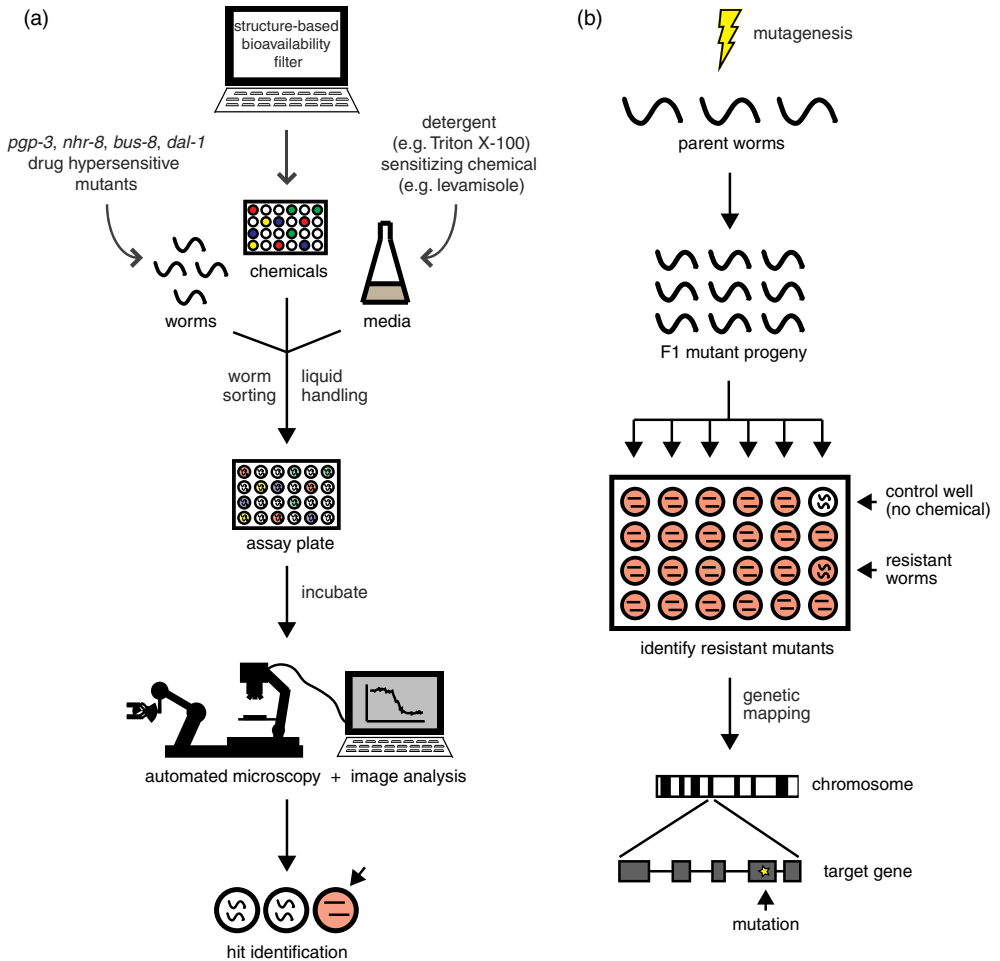 (a)
structure-based
bioavailability
filter
pgp-3, nhr-8, bus-8, dal-1
drug hypersensitive
mutants
detergent
(e.g. Triton X-100)
sensitizing chemical
(e.g. levamisole)
chemicals
worms
media
worm
sorting
liquid
handling
assay plate
incubate
automated microscopy + image analysis
hit identification
(b)
mutagenesis
parent worms
F1 mutant progeny
control well
(no chemical)
resistant
worms
identify resistant mutants
genetic
mapping
chromosome
target gene
mutation